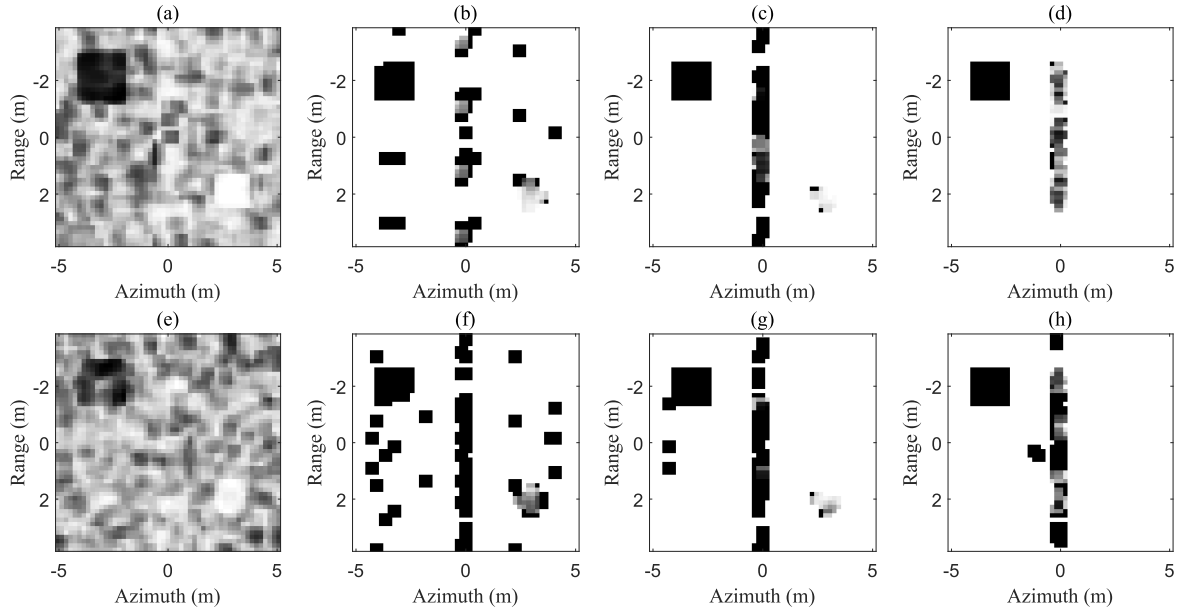 (a) (b) (c) (d)
Range (m) Range (m) Range (m) Range (m)
-2 -2 -2 -2
0 0 0 0
2 2 2 2
-5 0 5 -5 0 5 -5 0 5 -5 0 5
Azimuth (m) Azimuth (m) Azimuth (m) Azimuth (m)
(e) (f) (g) (h)
Range (m) Range (m) Range (m) Range (m)
-2 -2 -2 -2
0 0 0 0
2 2 2 2
-5 0 5 -5 0 5 -5 0 5 -5 0 5
Azimuth (m) Azimuth (m) Azimuth (m) Azimuth (m)